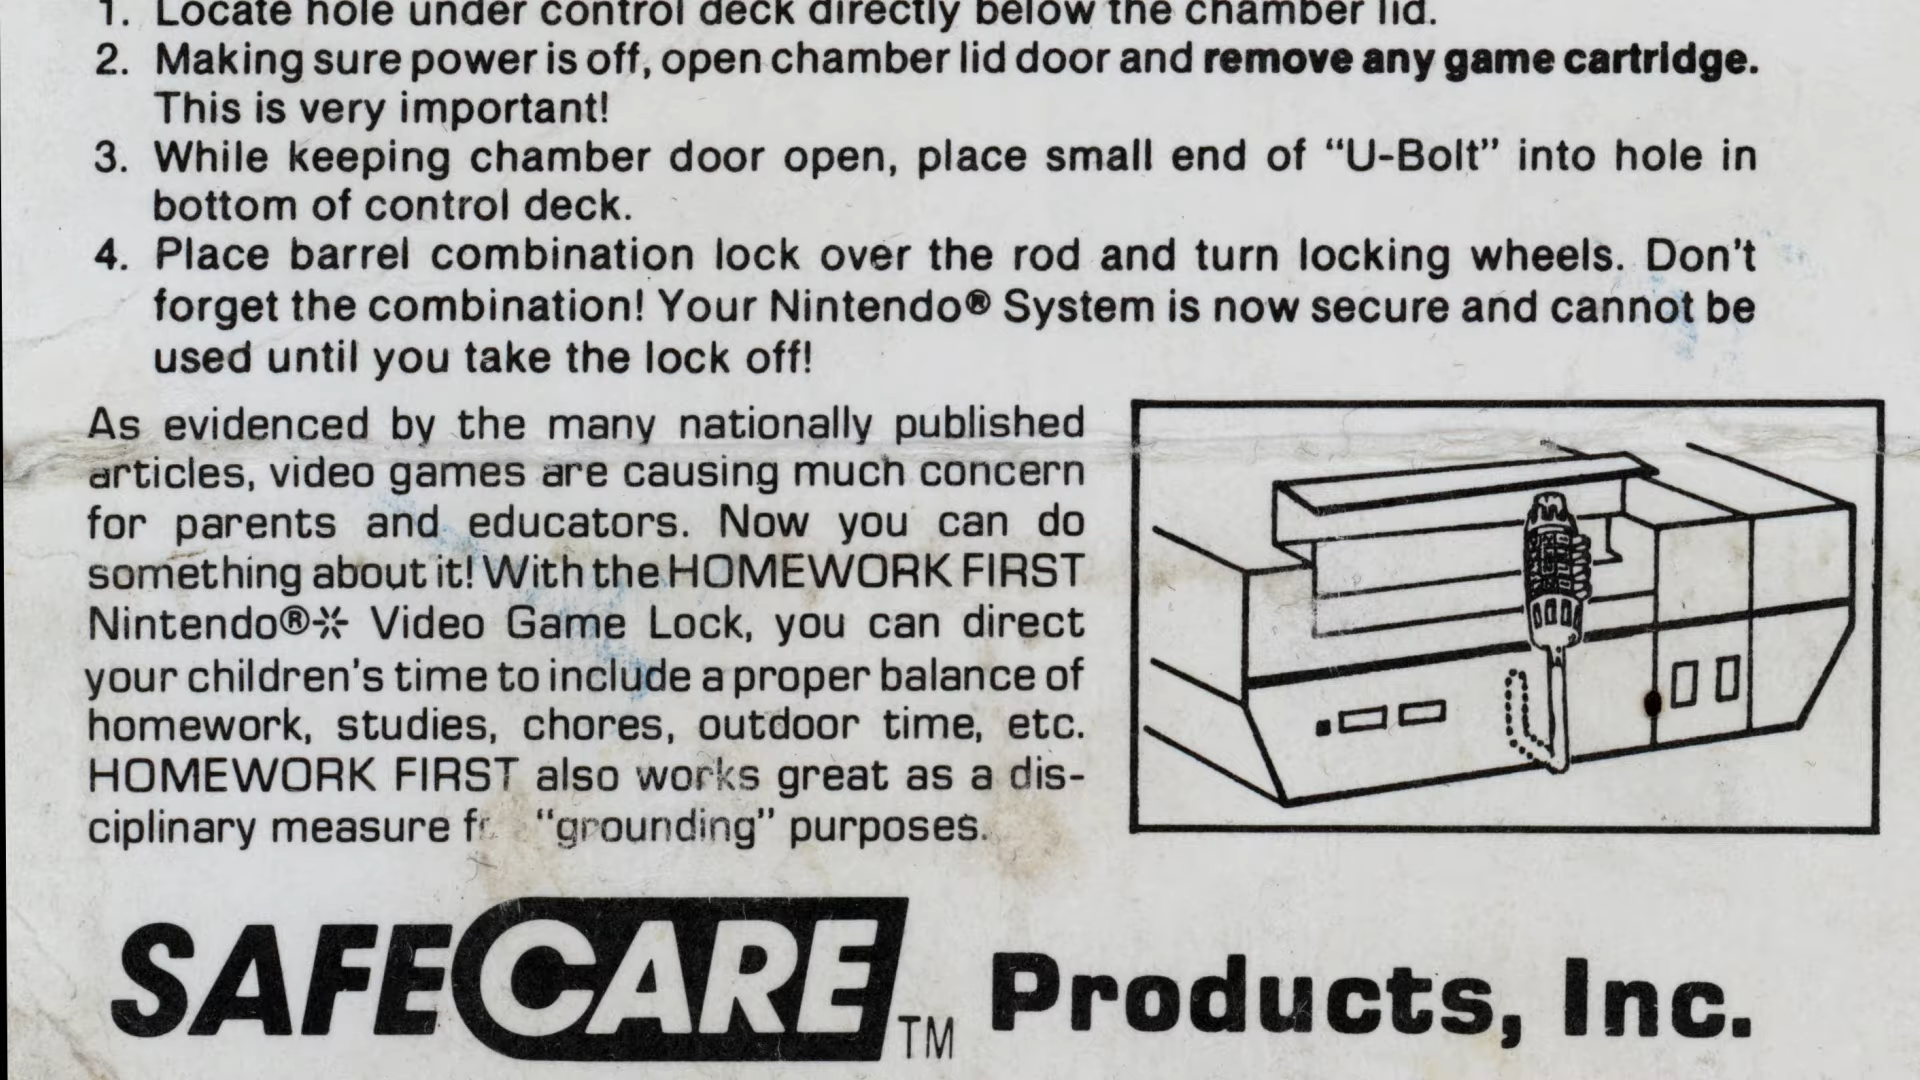 1. Locate hole under control deck directly below the chamber lid.
2. Making sure power is off, open chamber lid door and remove any game cartridge.
This is very important!
3. While keeping chamber door open, place small end of “U-Bolt” into hole in
bottom of control deck.
4. Place barrel combination lock over the rod and turn locking wheels. Don't
forget the combination! Your Nintendo® System is now secure and cannot be
used until you take the lock off!
As evidenced by the many nationally published
articles, video games are causing much concern
for parents and educators. Now you can do
something about it! With the HOMEWORK FIRST
Nintendo®* Video Game Lock, you can direct
your children's time to include a proper balance of
homework, studies, chores, outdoor time, etc.
HOMEWORK FIRST also works great as a dis-
ciplinary measure “grounding” purposes.
SAFECARE™ Products, Inc.